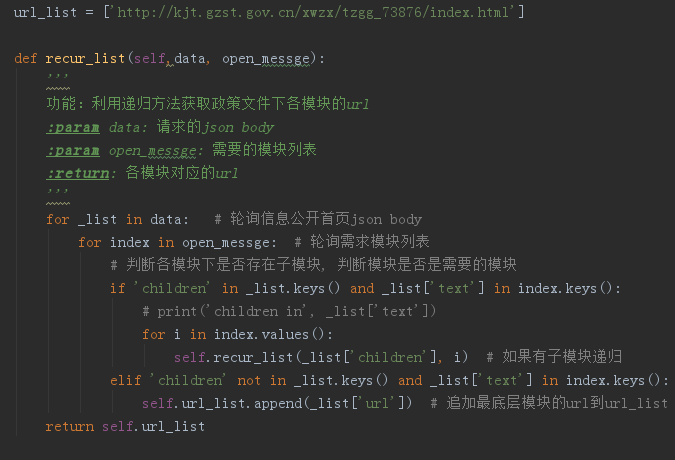 url_list = ['http://kjt.gzst.gov.cn/xwzx/tzgg_73876/index.html']
def recur_list(self,data, open_messge):
'''
功能: 利用递归方法获取政策文件下各模块的url
:param data: 请求的json body
:param open_messge: 需要的模块列表
:return: 各模块对应的url
'''
for _list in data:   # 轮询信息公开首页json body
for index in open_messge:  # 轮询需求模块列表
# 判断各模块下是否存在子模块, 判断模块是否是需要的模块
if 'children' in _list.keys() and _list['text'] in index.keys():
# print('children in', _list['text'])
for i in index.values():
self.recur_list(_list['children'], i)  # 如果有子模块递归
elif 'children' not in _list.keys() and _list['text'] in index.keys():
self.url_list.append(_list['url'])  # 追加最底层模块的url到url_list
return self.url_list